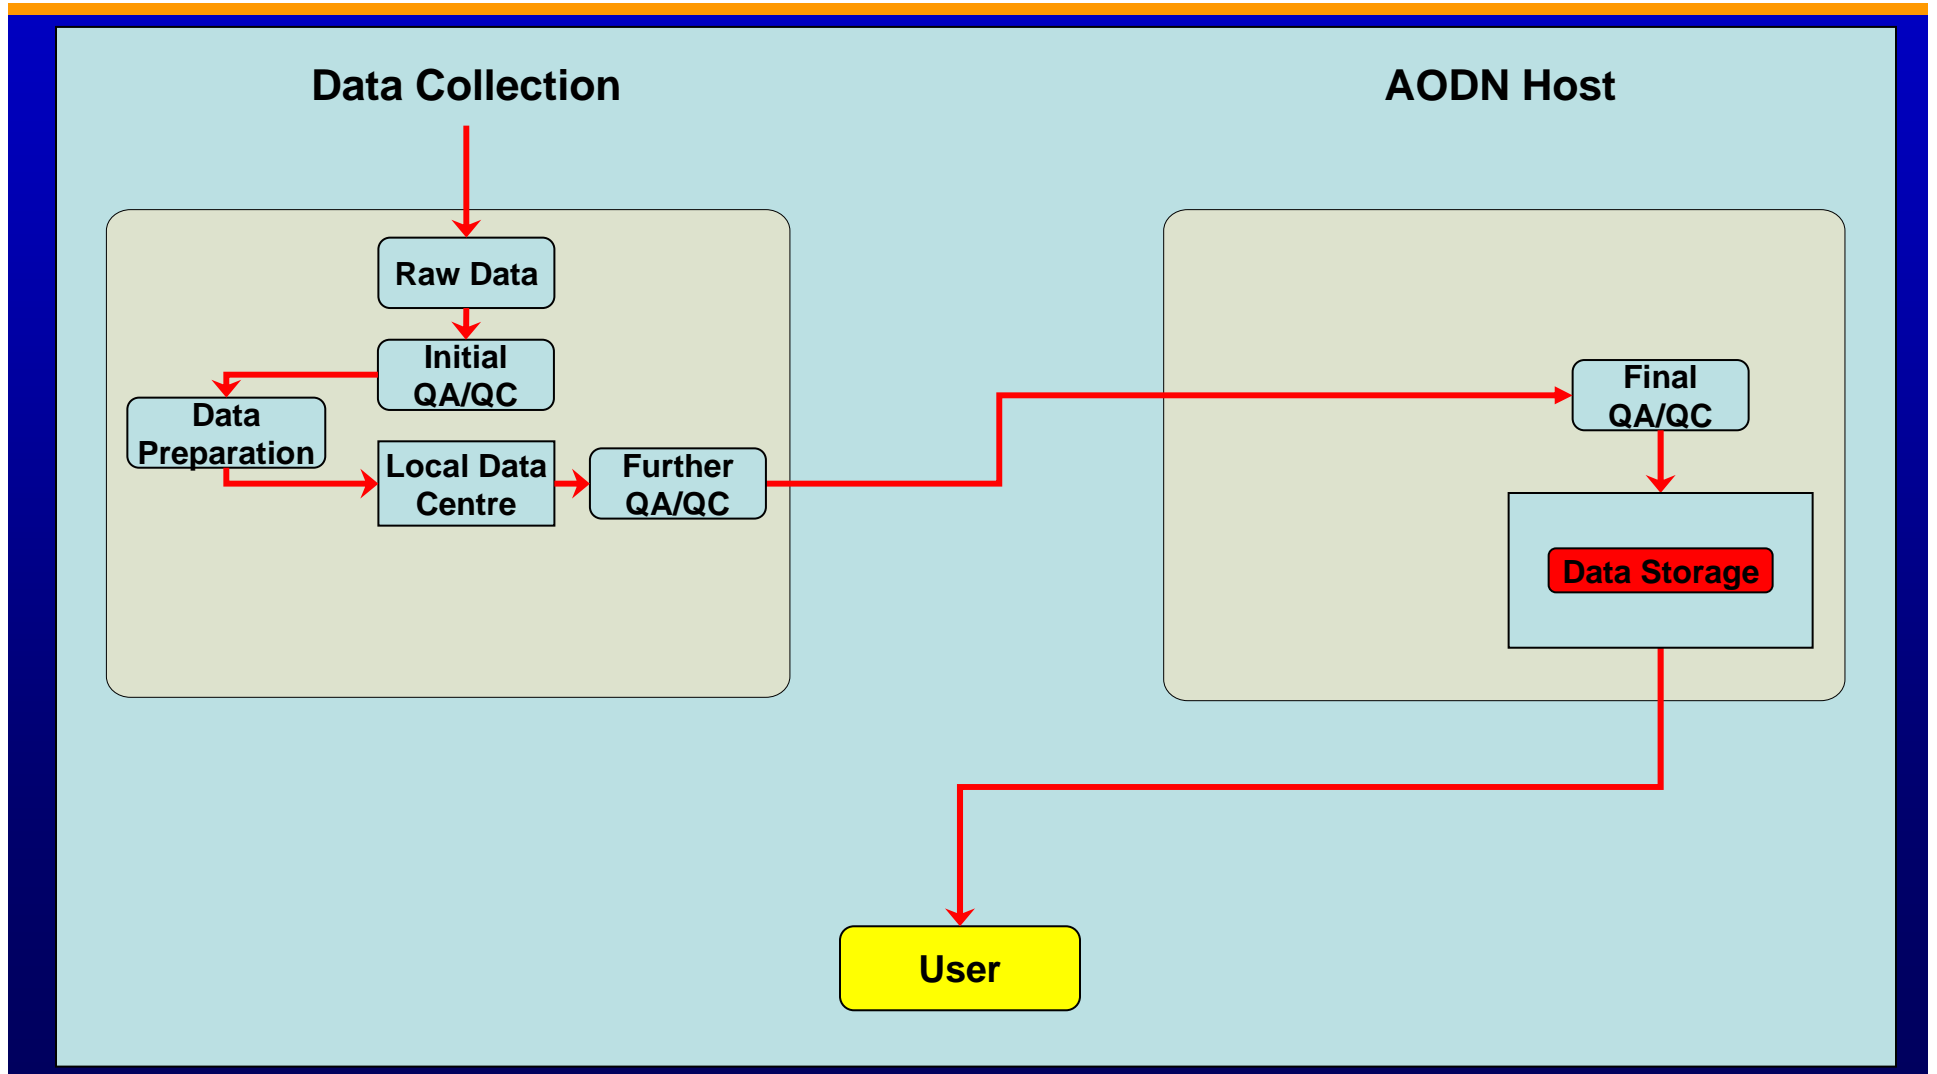 Data Collection
AODN Host
Raw Data
Initial
QA/QC
Data
Preparation
Local Data
Centre
Further
QA/QC
Final
QA/QC
Data Storage
User